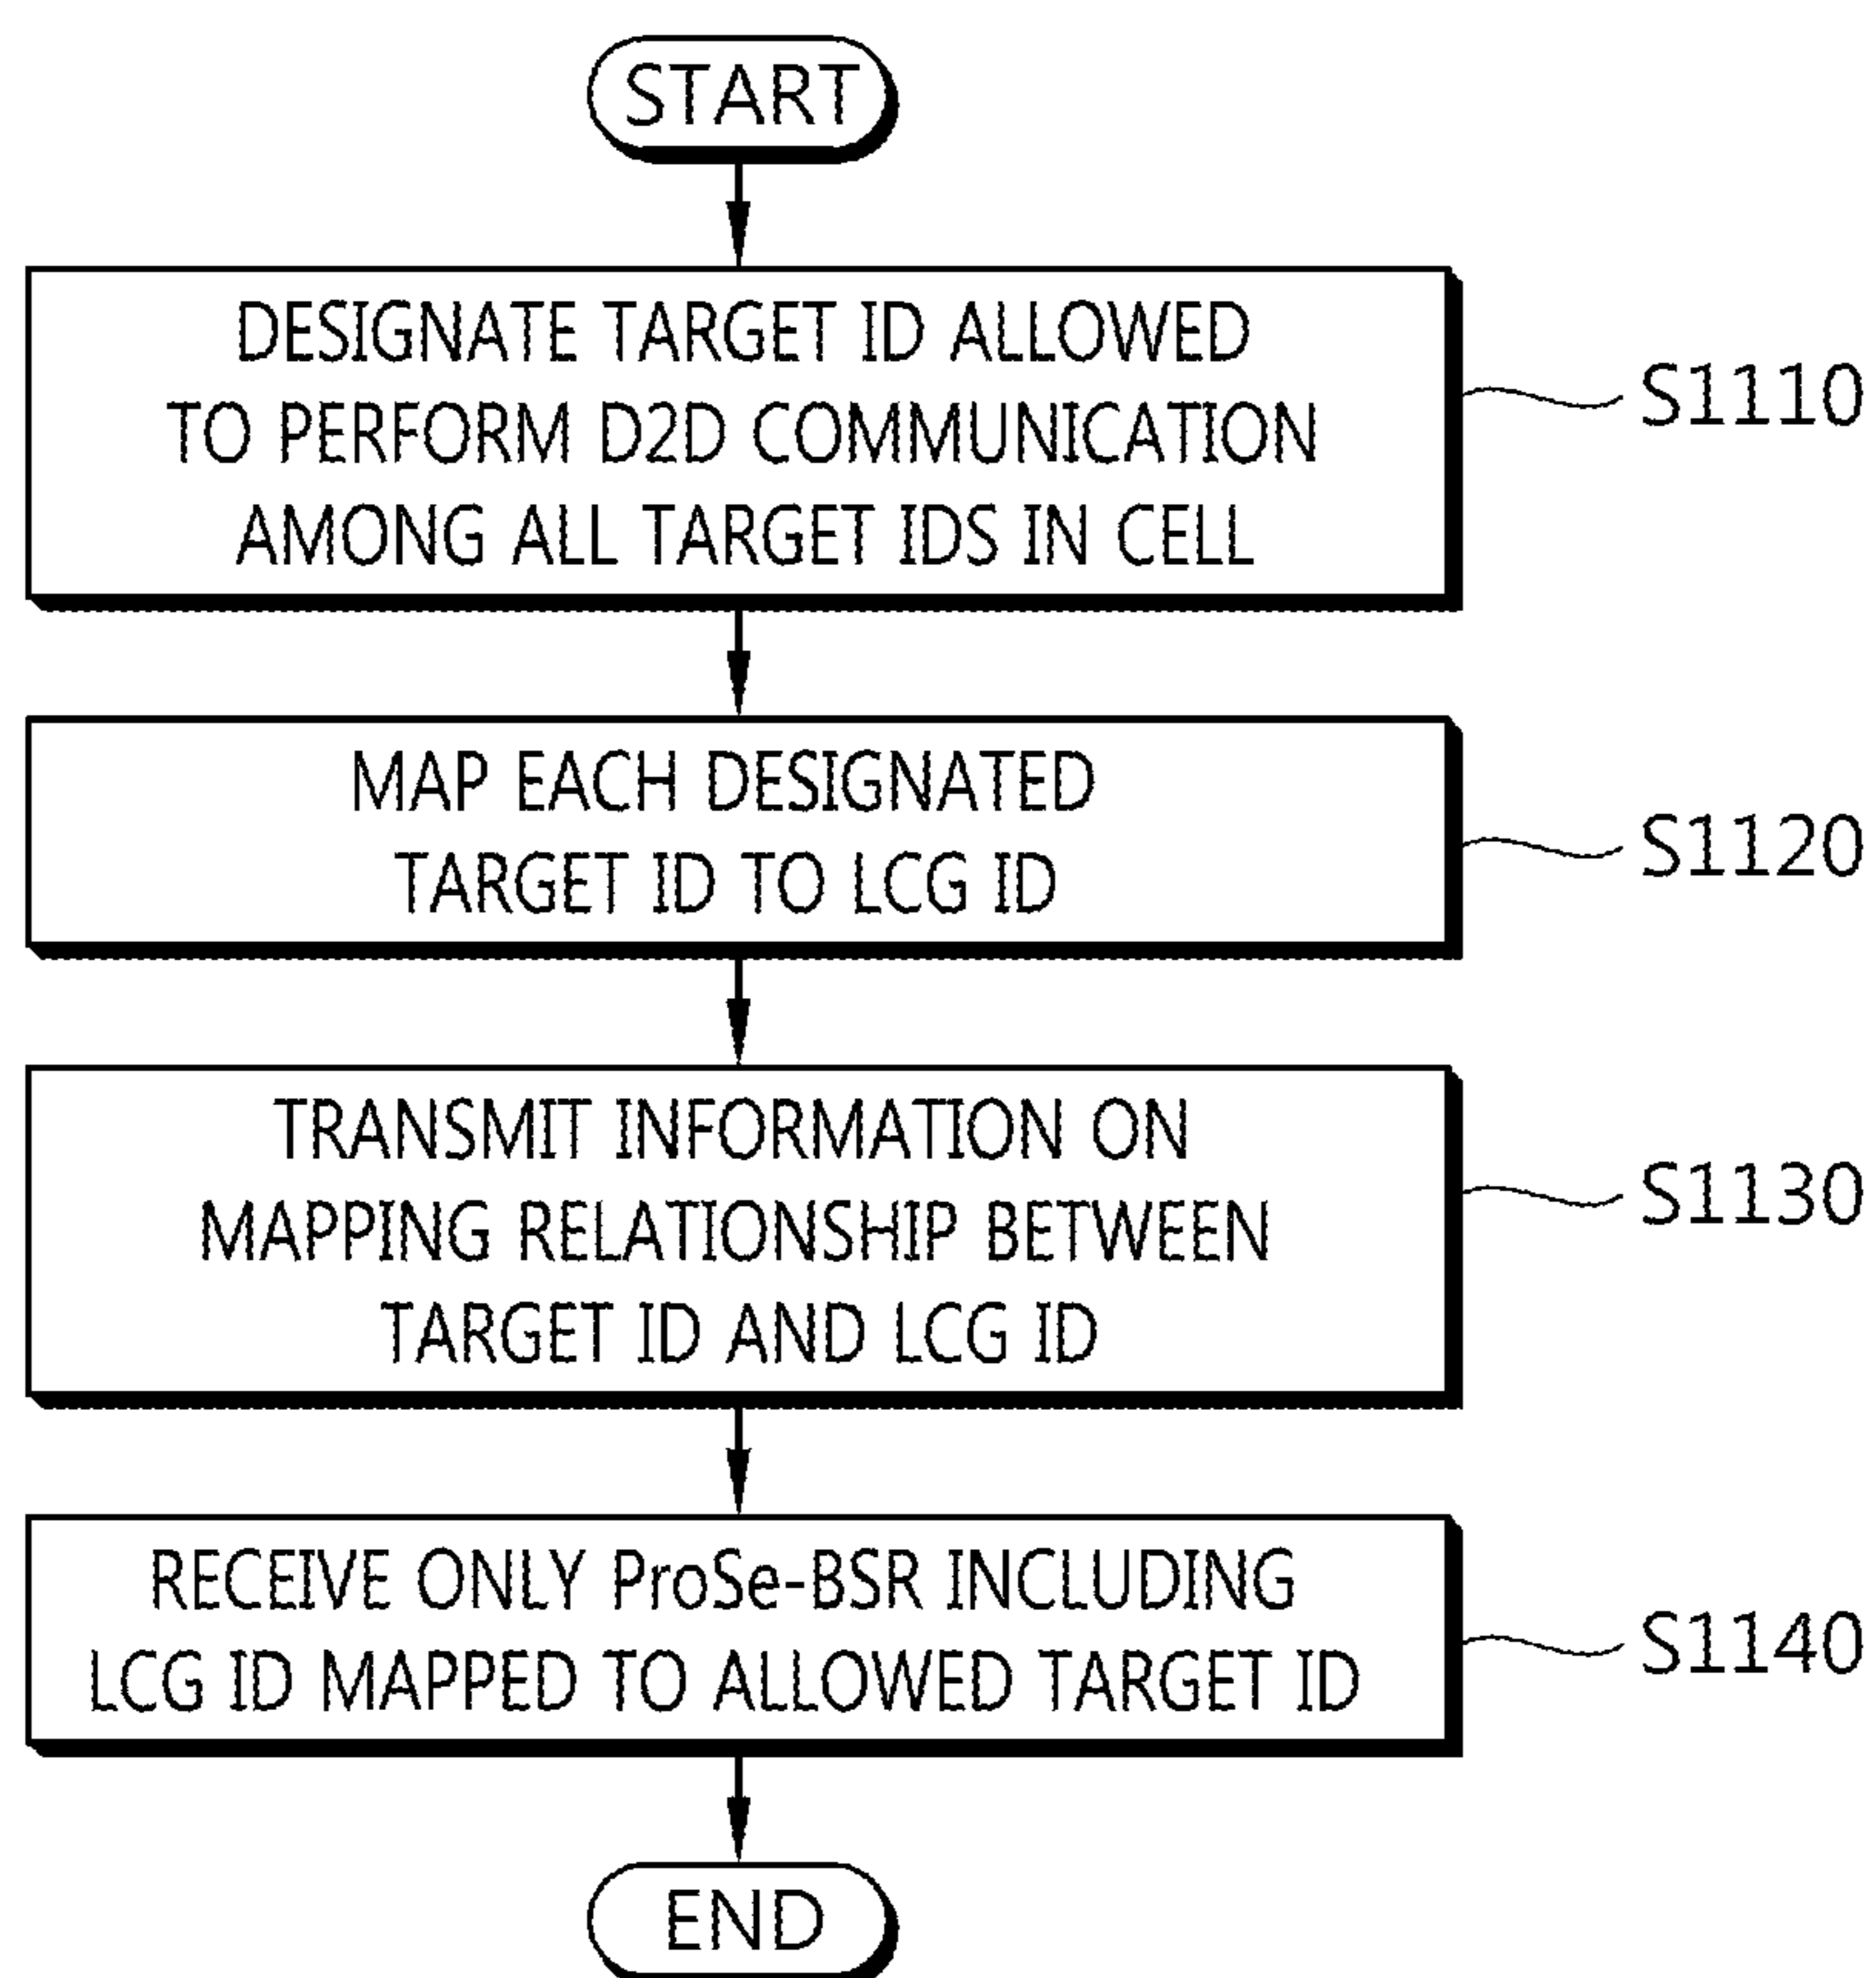 START
DESIGNATE TARGET ID ALLOWED
TO PERFORM D2D COMMUNICATION
AMONG ALL TARGET IDS IN CELL
S1110
MAP EACH DESIGNATED
TARGET ID TO LCG ID
S1120
TRANSMIT INFORMATION ON
MAPPING RELATIONSHIP BETWEEN
TARGET ID AND LCG ID
S1130
RECEIVE ONLY ProSe-BSR INCLUDING
LCG ID MAPPED TO ALLOWED TARGET ID
S1140
END